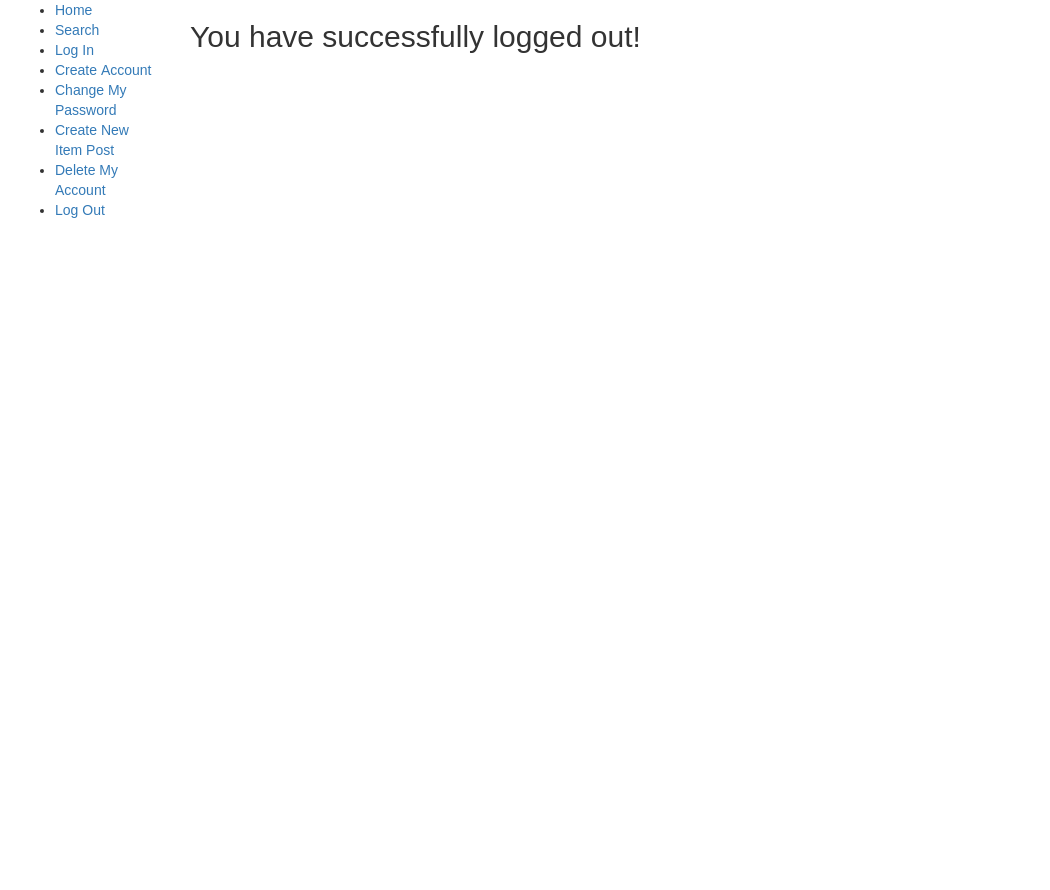 Home
Search
Log In
Create Account
Change My
Password
Create New
Item Post
Delete My
Account
Log Out
You have successfully logged out!